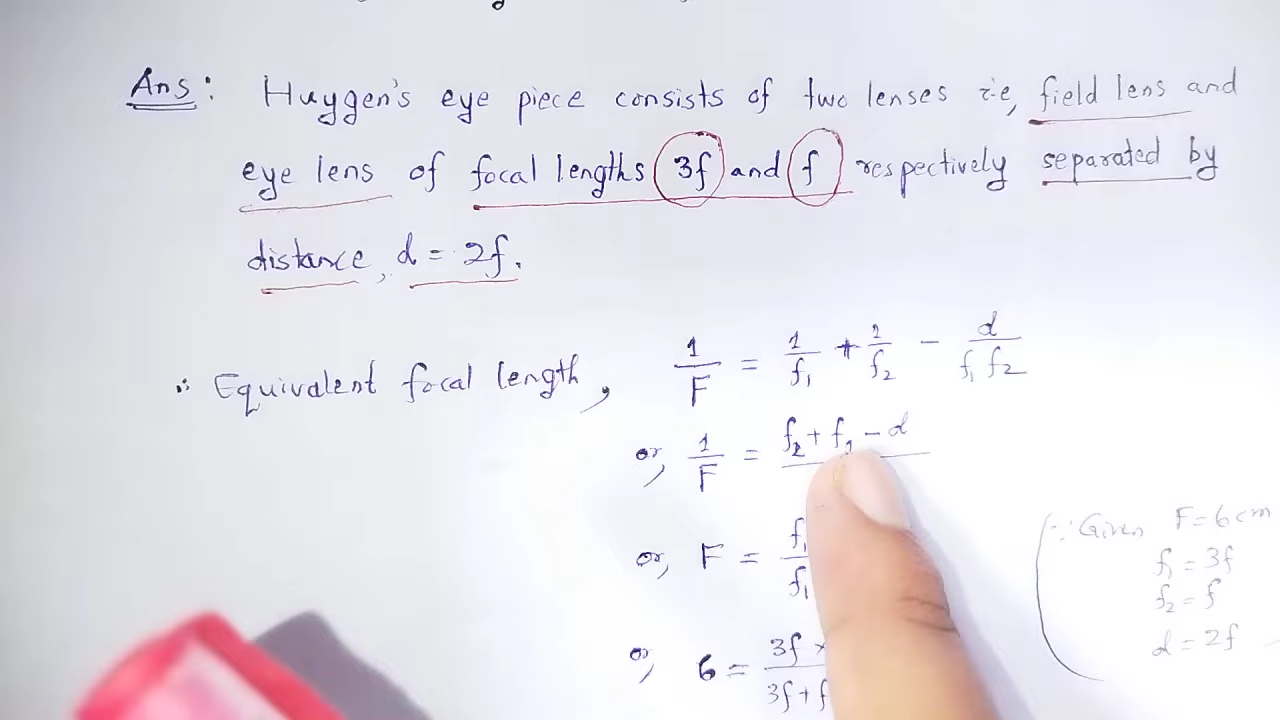 Ans: Huygen's eye piece consists of two lenses i.e, field lens and
eye lens of focal lengths 3f and f respectively separated by
distance, d = 2f.
∴ Equivalent focal length, 1/F = 1/f₁ + 1/f₂ - d/f₁f₂
or, 1/F = f₂ + f₁ - d
or, F = f₁ / f₁
or, 6 = 3f × / 3f + f
∵ Given F = 6cm
f₁ = 3f
f₂ = f
d = 2f